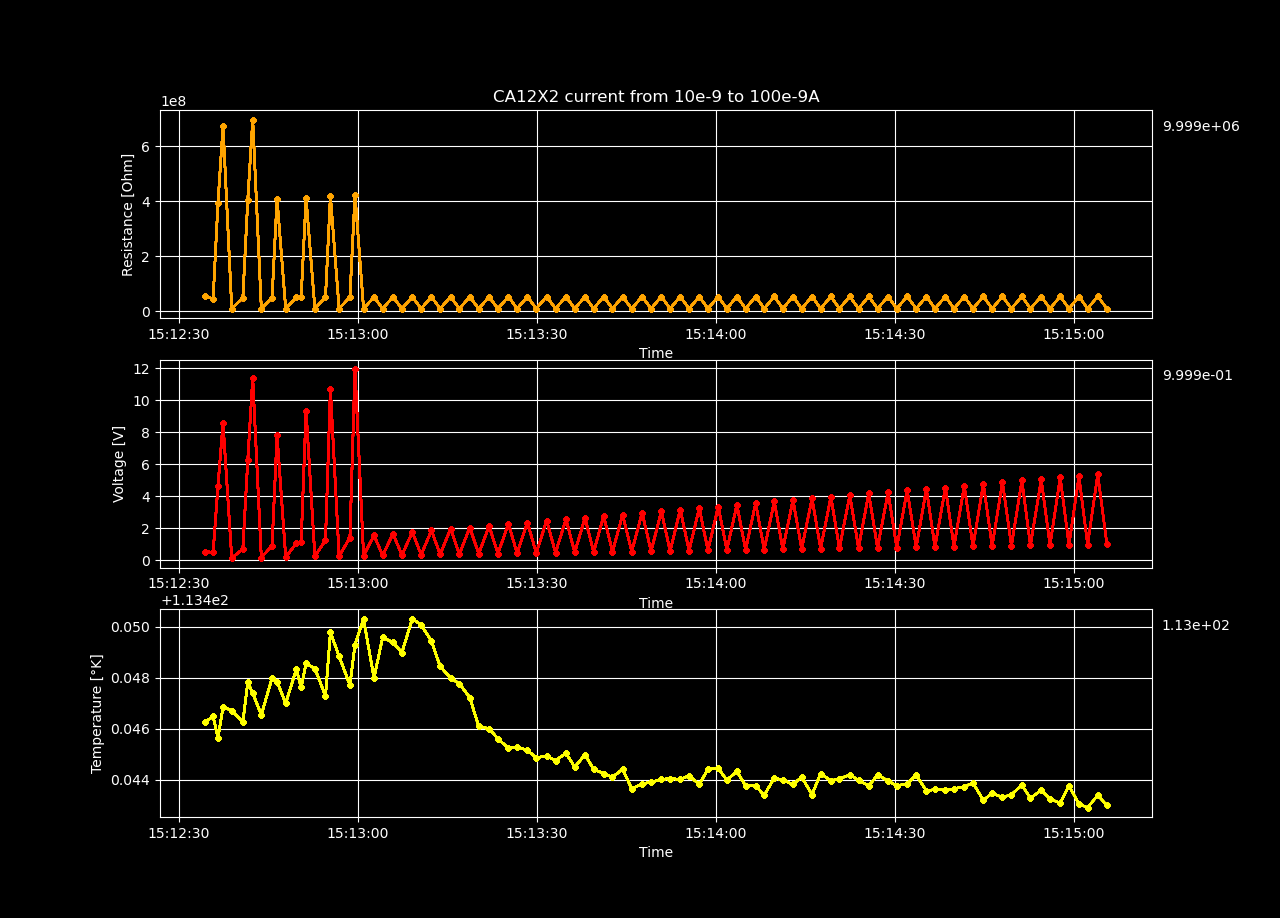 CA12X2 current from 10e-9 to 100e-9A
1e8
9.999e+06
6
4
2
0
Resistance [Ohm]
15:12:30 15:13:00 15:13:30 15:14:00 15:14:30 15:15:00
Time
9.999e-01
12
10
8
6
4
2
0
Voltage [V]
15:12:30 15:13:00 15:13:30 15:14:00 15:14:30 15:15:00
Time
+1.134e2
1.13e+02
0.050
0.048
0.046
0.044
Temperature [°K]
15:12:30 15:13:00 15:13:30 15:14:00 15:14:30 15:15:00
Time